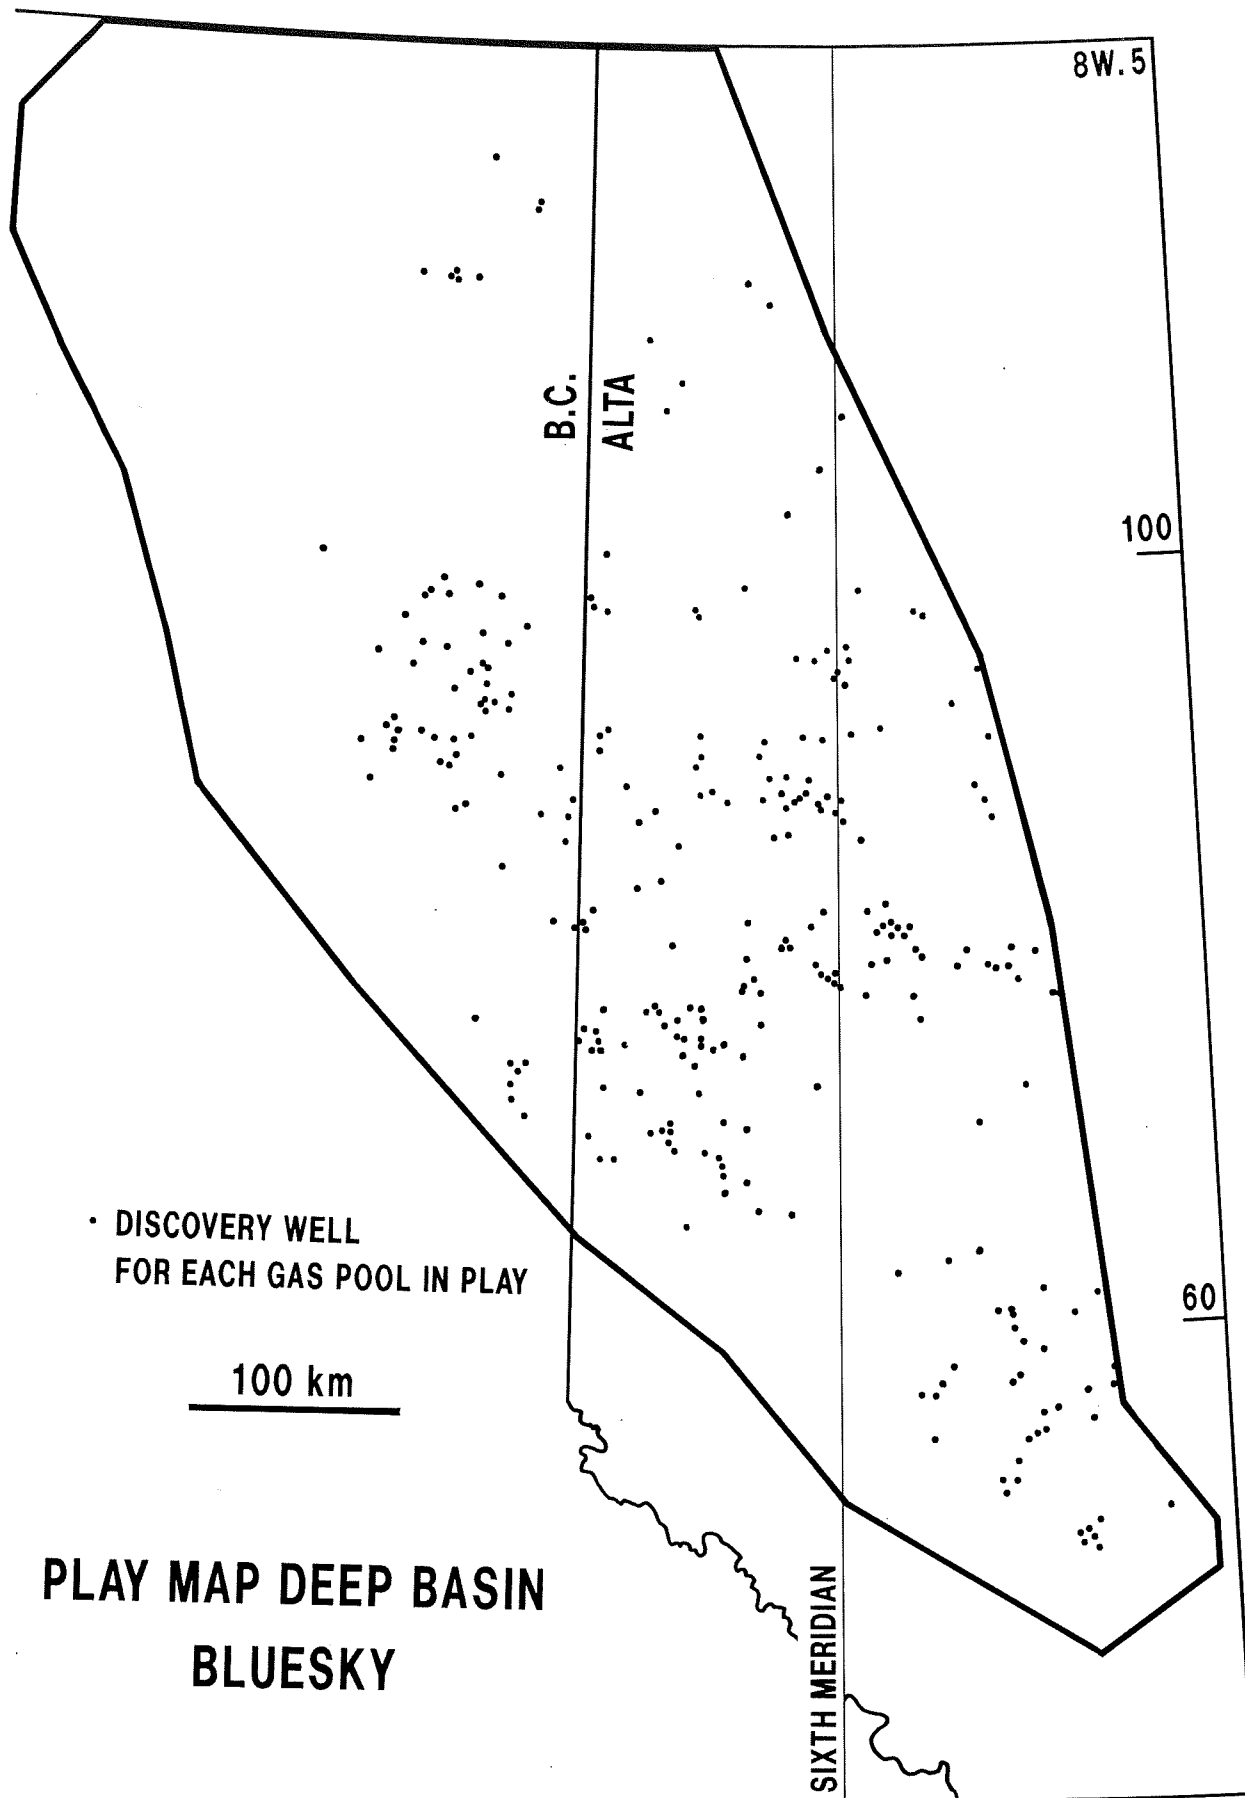 8W.5
B.C.
ALTA
100
• DISCOVERY WELL
FOR EACH GAS POOL IN PLAY
60
100 km
PLAY MAP DEEP BASIN
BLUESKY
SIXTH MERIDIAN